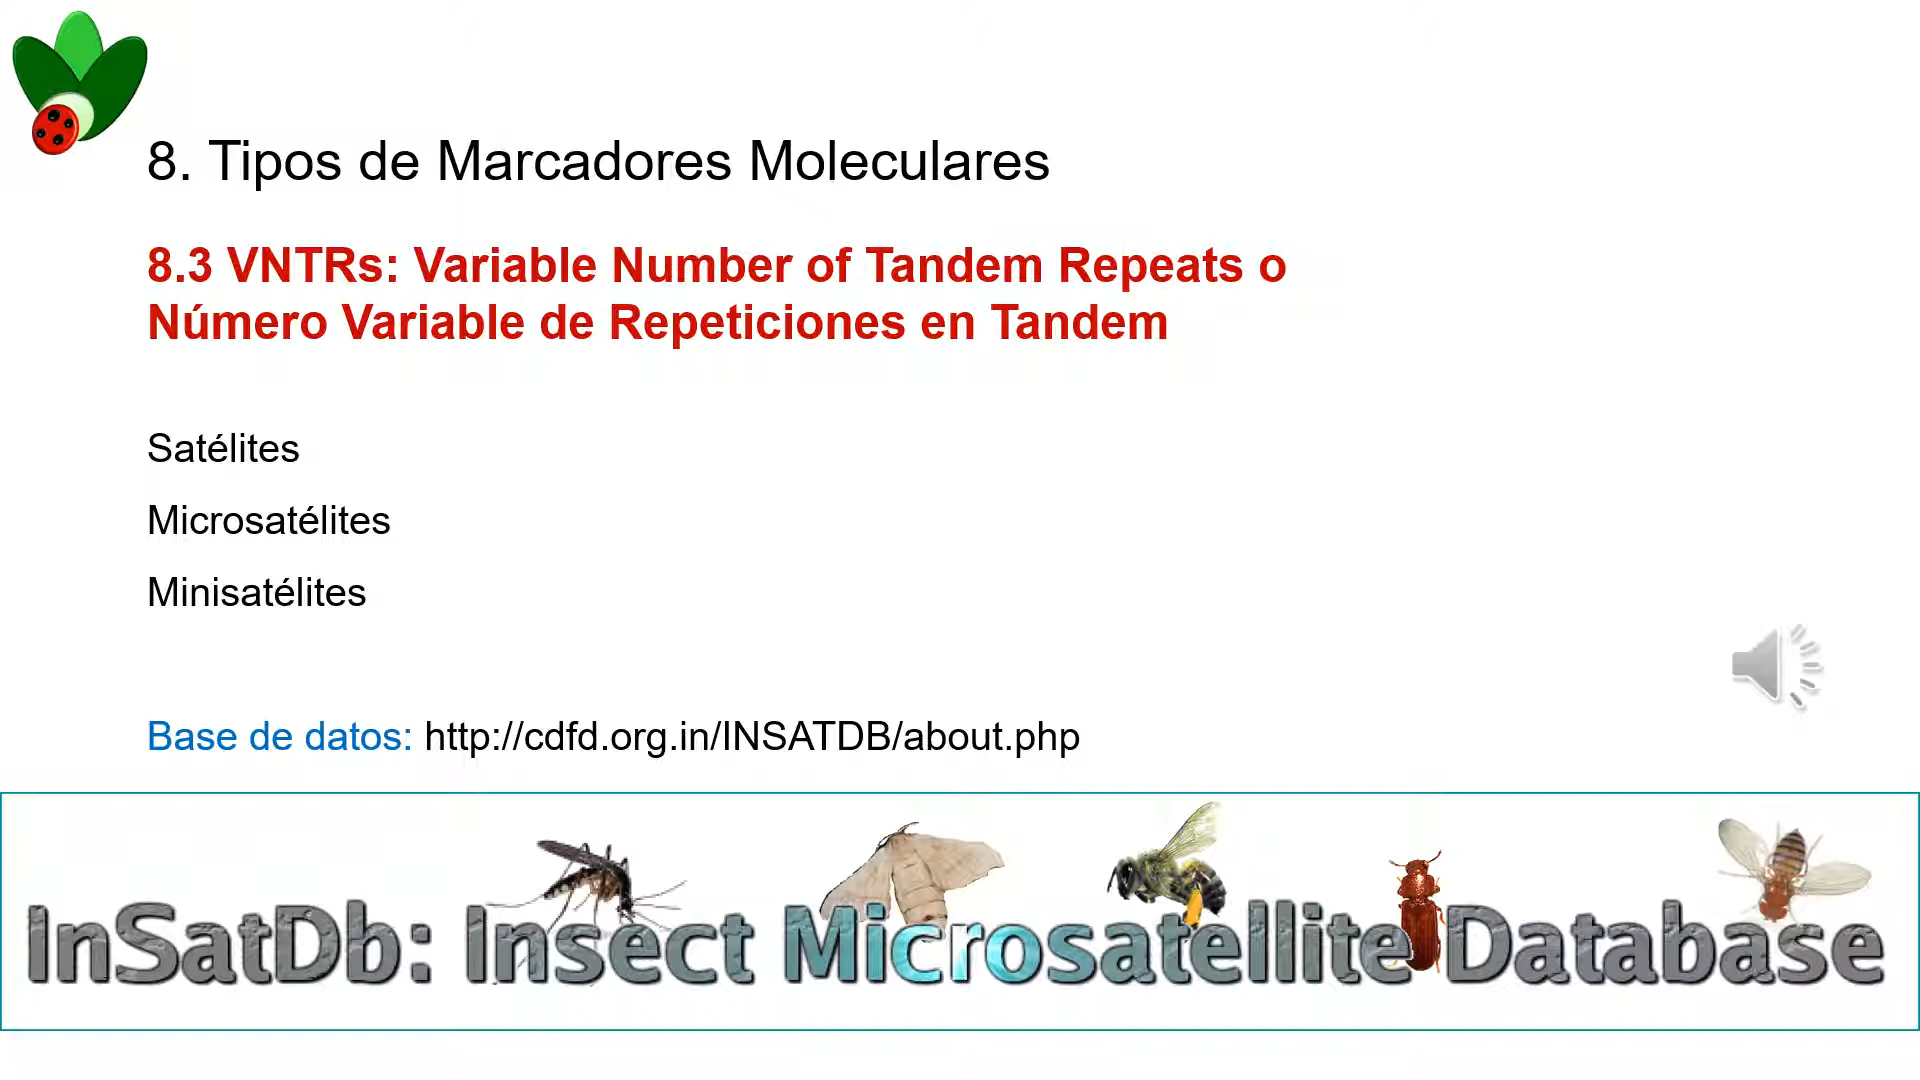 8. Tipos de Marcadores Moleculares
8.3 VNTRs: Variable Number of Tandem Repeats o
Número Variable de Repeticiones en Tandem
Satélites
Microsatélites
Minisatélites
Base de datos: http://cdfd.org.in/INSATDB/about.php
InSatDb: Insect Microsatellite Database